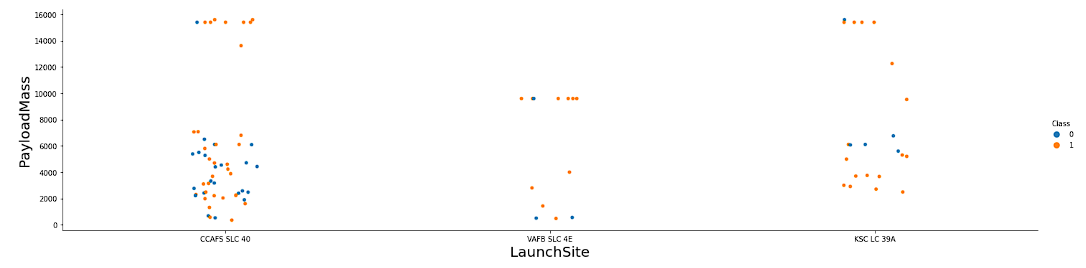 16000
14000
12000
10000
8000
6000
4000
2000
0
PayloadMass
CCAFS SLC 40
VAFB SLC 4E
KSC LC 39A
LaunchSite
Class
0
1